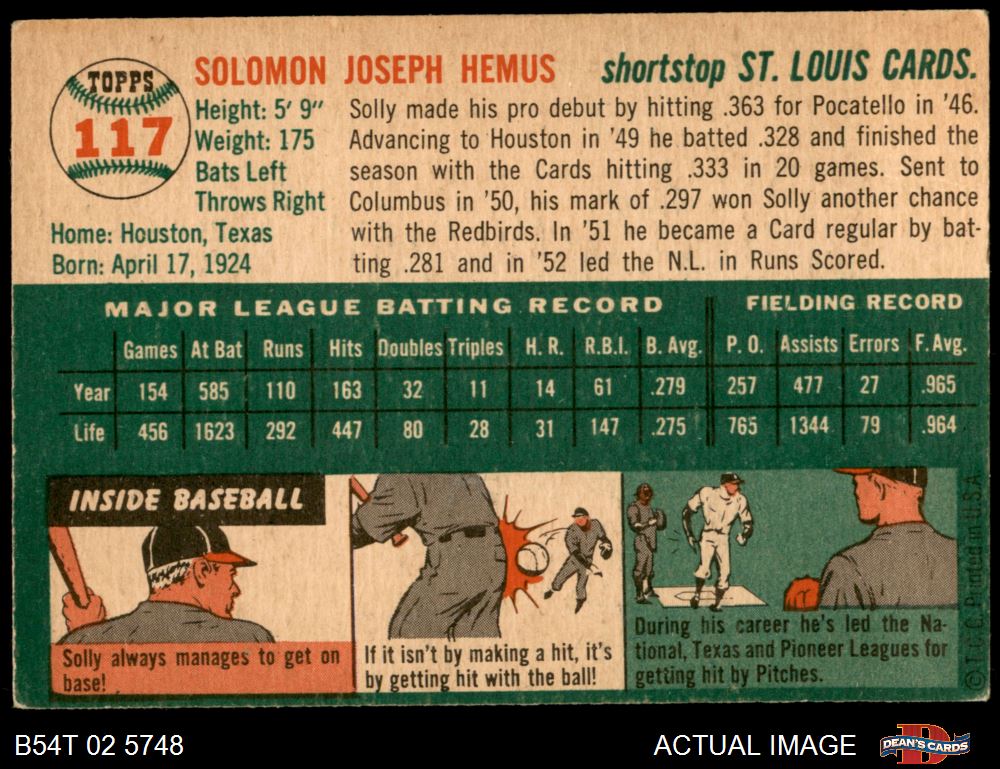 TOPPS
117
SOLOMON JOSEPH HEMUS
shortstop ST. LOUIS CARDS.
Height: 5' 9"
Weight: 175
Bats Left
Throws Right
Home: Houston, Texas
Born: April 17, 1924
Solly made his pro debut by hitting .363 for Pocatello in '46.
Advancing to Houston in '49 he batted .328 and finished the
season with the Cards hitting .333 in 20 games. Sent to
Columbus in '50, his mark of .297 won Solly another chance
with the Redbirds. In '51 he became a Card regular by bat-
ting .281 and in '52 led the N.L. in Runs Scored.
MAJOR LEAGUE BATTING RECORD FIELDING RECORD
Games At Bat Runs Hits Doubles Triples H. R. R.B.I. B. Avg. P. O. Assists Errors F. Avg.
Year 154 585 110 163 32 11 14 61 .279 257 477 27 .965
Life 456 1623 292 447 80 28 31 147 .275 765 1344 79 .964
INSIDE BASEBALL
Solly always manages to get on
base!
If it isn't by making a hit, it's
by getting hit with the ball!
During his career he's led the Na-
tional, Texas and Pioneer Leagues for
getting hit by Pitches.
© T. C. G. Printed in U.S.A.
B54T 02 5748
ACTUAL IMAGE
DEAN'S CARDS